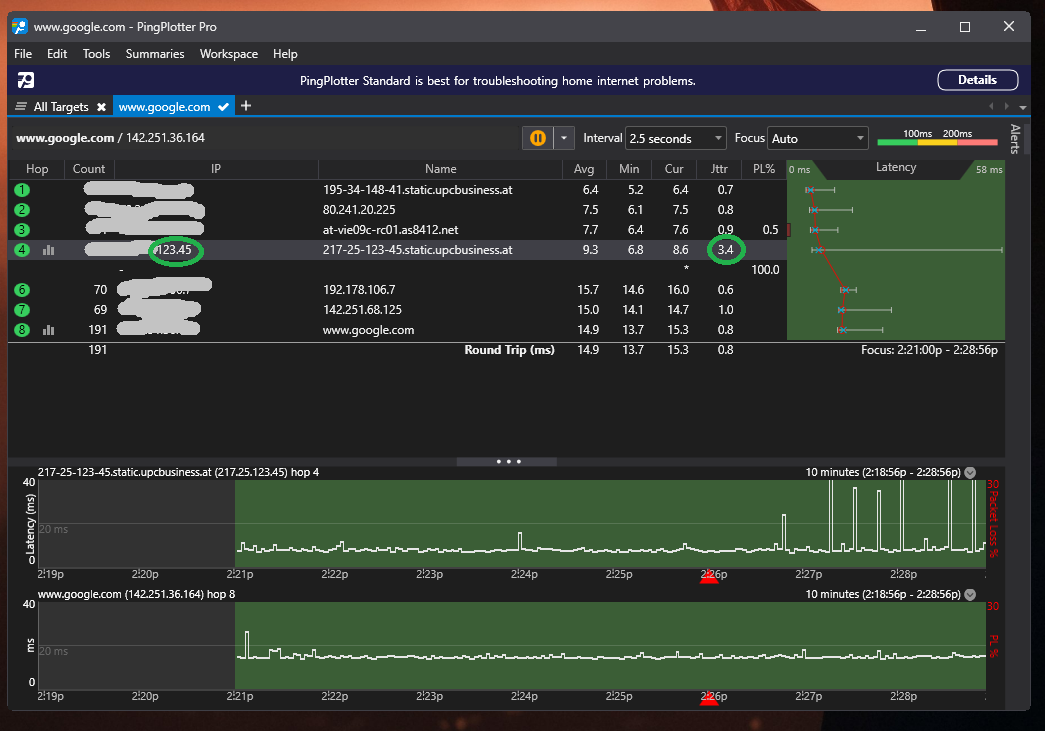 www.google.com - PingPlotter Pro
File Edit Tools Summaries Workspace Help
PingPlotter Standard is best for troubleshooting home internet problems. Details
All Targets www.google.com
www.google.com / 142.251.36.164 Interval 2.5 seconds Focus Auto 100ms 200ms
Alerts
Hop Count IP Name Avg Min Cur Jttr PL% 0 ms Latency 58 ms
1 195-34-148-41.static.upcbusiness.at 6.4 5.2 6.4 0.7
2 80.241.20.225 7.5 6.1 7.5 0.8
3 at-vie09c-rc01.as8412.net 7.7 6.4 7.6 0.9 0.5
4 123.45 217-25-123-45.static.upcbusiness.at 9.3 6.8 8.6 3.4
- * 100.0
6 70 192.178.106.7 15.7 14.6 16.0 0.6
7 69 142.251.68.125 15.0 14.1 14.7 1.0
8 191 www.google.com 14.9 13.7 15.3 0.8
191 Round Trip (ms) 14.9 13.7 15.3 0.8 Focus: 2:21:00p - 2:28:56p
217-25-123-45.static.upcbusiness.at (217.25.123.45) hop 4 10 minutes (2:18:56p - 2:28:56p)
40 30
Latency (ms) 20 ms Packet Loss %
0
2:19p 2:20p 2:21p 2:22p 2:23p 2:24p 2:25p 2:26p 2:27p 2:28p
www.google.com (142.251.36.164) hop 8 10 minutes (2:18:56p - 2:28:56p)
40 30
ms 20 ms PL %
0
2:19p 2:20p 2:21p 2:22p 2:23p 2:24p 2:25p 2:26p 2:27p 2:28p